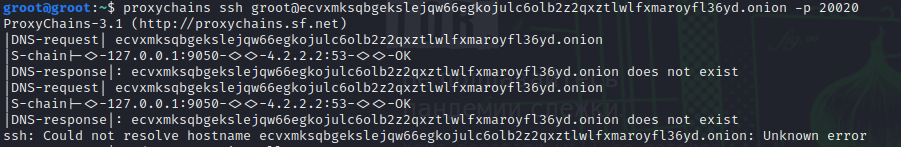 groot@groot:~$ proxychains ssh groot@ecvxmksqbgekslejqw66egkojulc6olb2z2qxztlwlfxmaroyfl36yd.onion -p 20020
ProxyChains-3.1 (http://proxychains.sf.net)
|DNS-request| ecvxmksqbgekslejqw66egkojulc6olb2z2qxztlwlfxmaroyfl36yd.onion
|S-chain|-<>-127.0.0.1:9050-<><>-4.2.2.2:53-<><>-OK
|DNS-response|: ecvxmksqbgekslejqw66egkojulc6olb2z2qxztlwlfxmaroyfl36yd.onion does not exist
|DNS-request| ecvxmksqbgekslejqw66egkojulc6olb2z2qxztlwlfxmaroyfl36yd.onion
|S-chain|-<>-127.0.0.1:9050-<><>-4.2.2.2:53-<><>-OK
|DNS-response|: ecvxmksqbgekslejqw66egkojulc6olb2z2qxztlwlfxmaroyfl36yd.onion does not exist
ssh: Could not resolve hostname ecvxmksqbgekslejqw66egkojulc6olb2z2qxztlwlfxmaroyfl36yd.onion: Unknown error